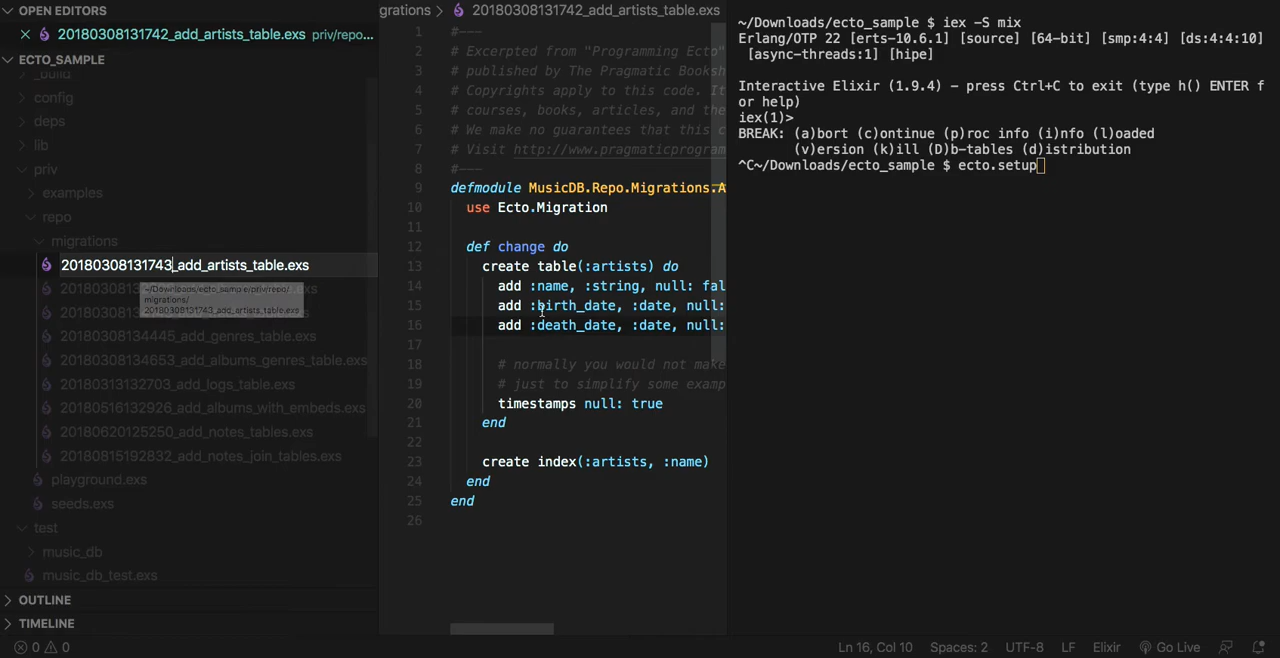 OPEN EDITORS
20180308131742_add_artists_table.exs priv/repo...
ECTO_SAMPLE
_build
config
deps
lib
priv
examples
repo
migrations
20180308131743_add_artists_table.exs
~/Downloads/ecto_sample/priv/repo/
migrations/
20180308131743_add_artists_table.exs
20180308134445_add_genres_table.exs
20180308134653_add_albums_genres_table.exs
20180313132703_add_logs_table.exs
20180516132926_add_albums_with_embeds.exs
20180620125250_add_notes_tables.exs
20180815192832_add_notes_join_tables.exs
playground.exs
seeds.exs
test
music_db
music_db_test.exs
OUTLINE
TIMELINE
0 0
grations > 20180308131742_add_artists_table.exs
1 #---
2 # Excerpted from "Programming Ecto"
3 # published by The Pragmatic Booksh
4 # Copyrights apply to this code. It
5 # courses, books, articles, and the
6 # We make no guarantees that this c
7 # Visit http://www.pragmaticprogram
8 #---
9 defmodule MusicDB.Repo.Migrations.A
10 use Ecto.Migration
11
12 def change do
13 create table(:artists) do
14 add :name, :string, null: fal
15 add :birth_date, :date, null:
16 add :death_date, :date, null:
17
18 # normally you would not make
19 # just to simplify some examp
20 timestamps null: true
21 end
22
23 create index(:artists, :name)
24 end
25 end
26
~/Downloads/ecto_sample $ iex -S mix
Erlang/OTP 22 [erts-10.6.1] [source] [64-bit] [smp:4:4] [ds:4:4:10]
[async-threads:1] [hipe]
Interactive Elixir (1.9.4) - press Ctrl+C to exit (type h() ENTER f
or help)
iex(1)>
BREAK: (a)bort (c)ontinue (p)roc info (i)nfo (l)oaded
(v)ersion (k)ill (D)b-tables (d)istribution
^C~/Downloads/ecto_sample $ ecto.setup
Ln 16, Col 10 Spaces: 2 UTF-8 LF Elixir Go Live